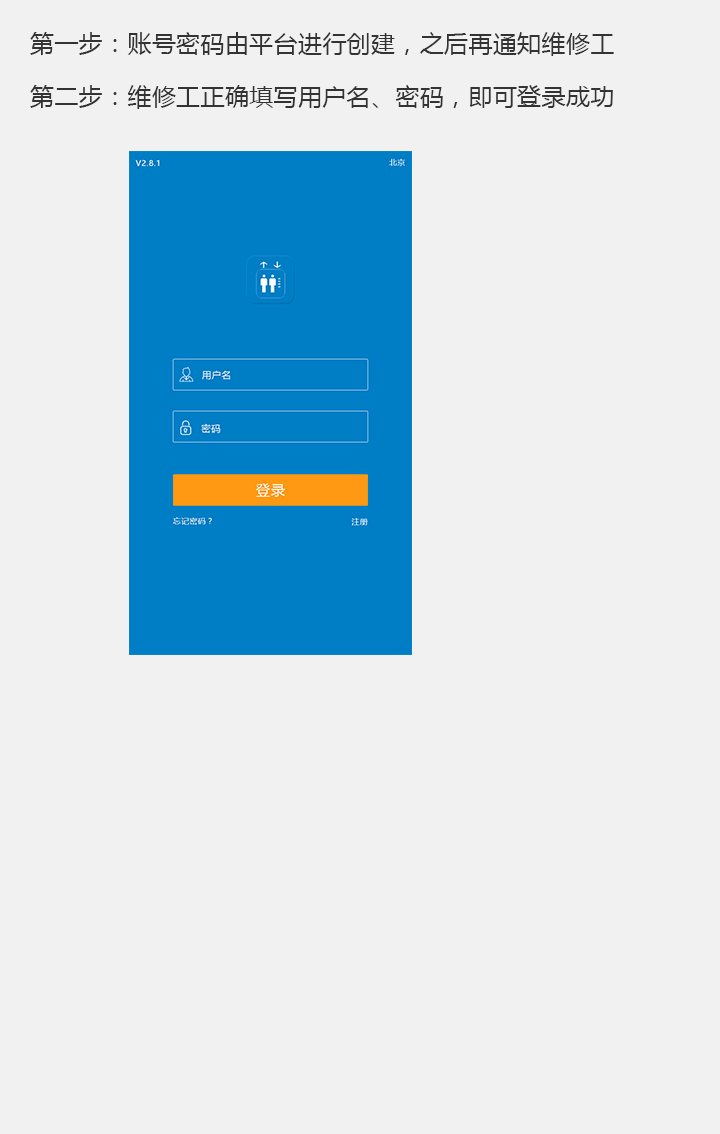 第一步：账号密码由平台进行创建，之后再通知维修工
第二步：维修工正确填写用户名、密码，即可登录成功
V2.8.1 北京
用户名
密码
登录
忘记密码？ 注册